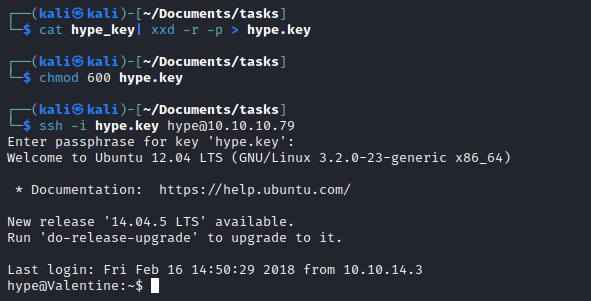 ┌──(kali㉿kali)-[~/Documents/tasks]
└─$ cat hype_key| xxd -r -p > hype.key
┌──(kali㉿kali)-[~/Documents/tasks]
└─$ chmod 600 hype.key
┌──(kali㉿kali)-[~/Documents/tasks]
└─$ ssh -i hype.key hype@10.10.10.79
Enter passphrase for key 'hype.key':
Welcome to Ubuntu 12.04 LTS (GNU/Linux 3.2.0-23-generic x86_64)
* Documentation:  https://help.ubuntu.com/
New release '14.04.5 LTS' available.
Run 'do-release-upgrade' to upgrade to it.
Last login: Fri Feb 16 14:50:29 2018 from 10.10.14.3
hype@Valentine:~$